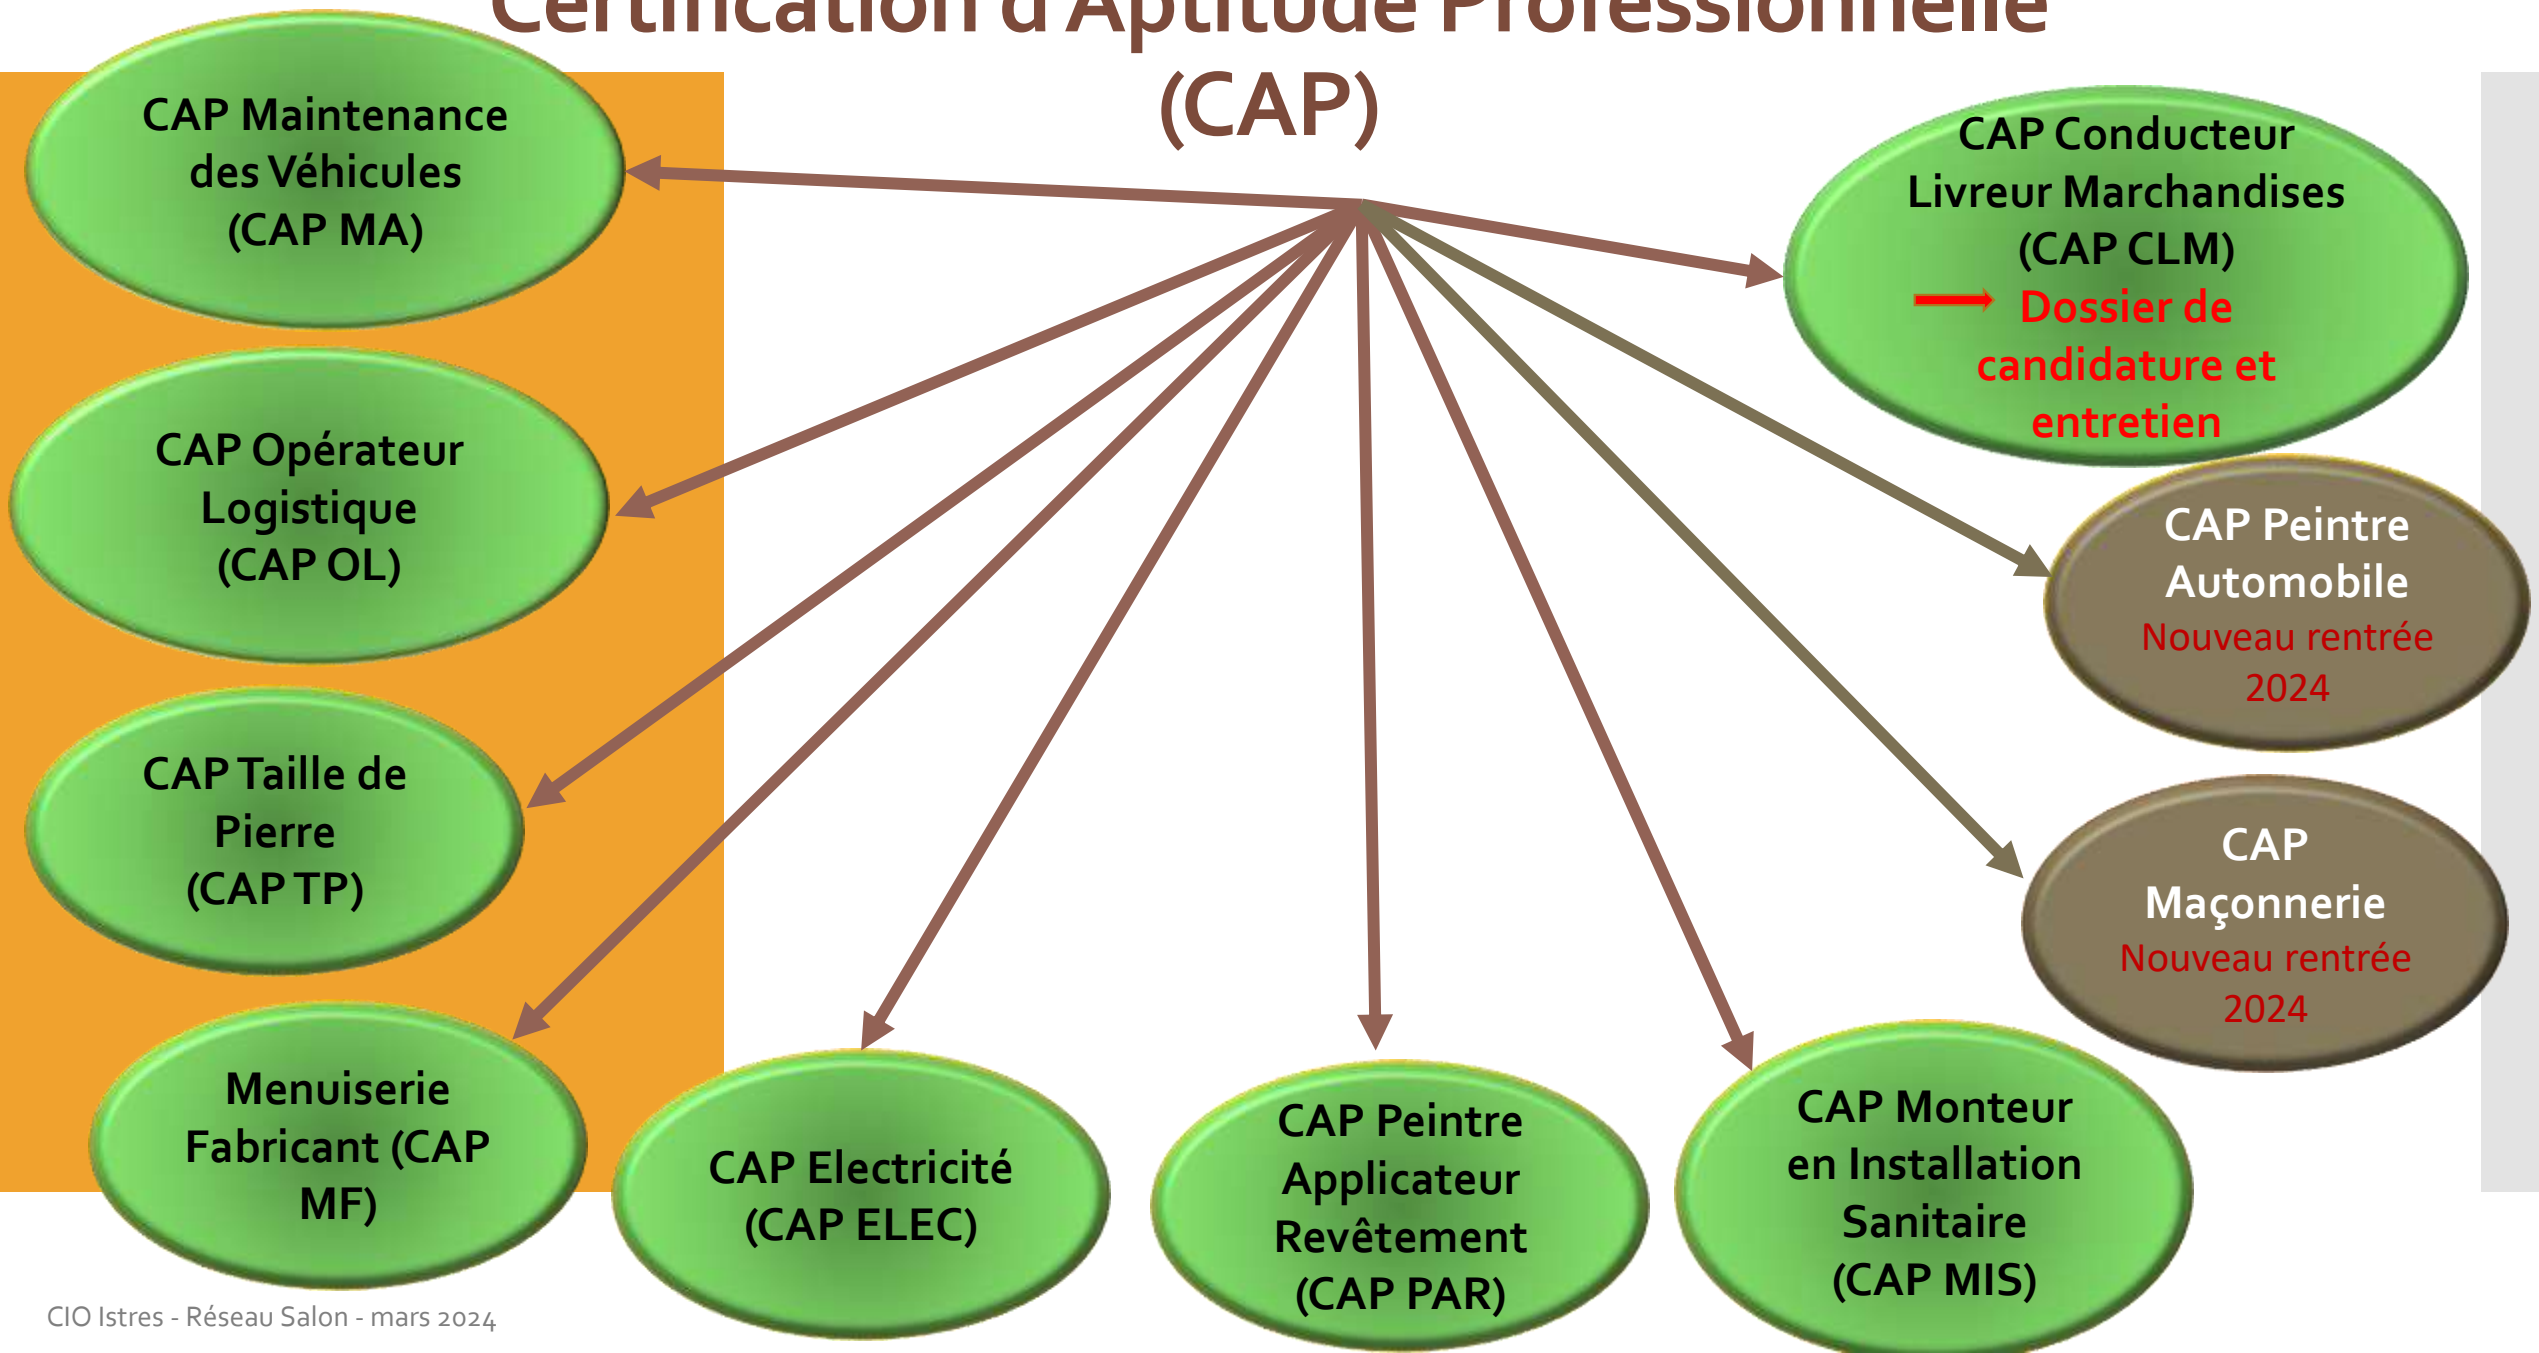 Certification d'Aptitude Professionnelle
(CAP)
CAP Maintenance
des Véhicules
(CAP MA)
CAP Opérateur
Logistique
(CAP OL)
CAP Taille de
Pierre
(CAP TP)
Menuiserie
Fabricant (CAP
MF)
CAP Electricité
(CAP ELEC)
CAP Peintre
Applicateur
Revêtement
(CAP PAR)
CAP Monteur
en Installation
Sanitaire
(CAP MIS)
CAP Conducteur
Livreur Marchandises
(CAP CLM)
Dossier de
candidature et
entretien
CAP Peintre
Automobile
Nouveau rentrée
2024
CAP
Maçonnerie
Nouveau rentrée
2024
CIO Istres - Réseau Salon - mars 2024